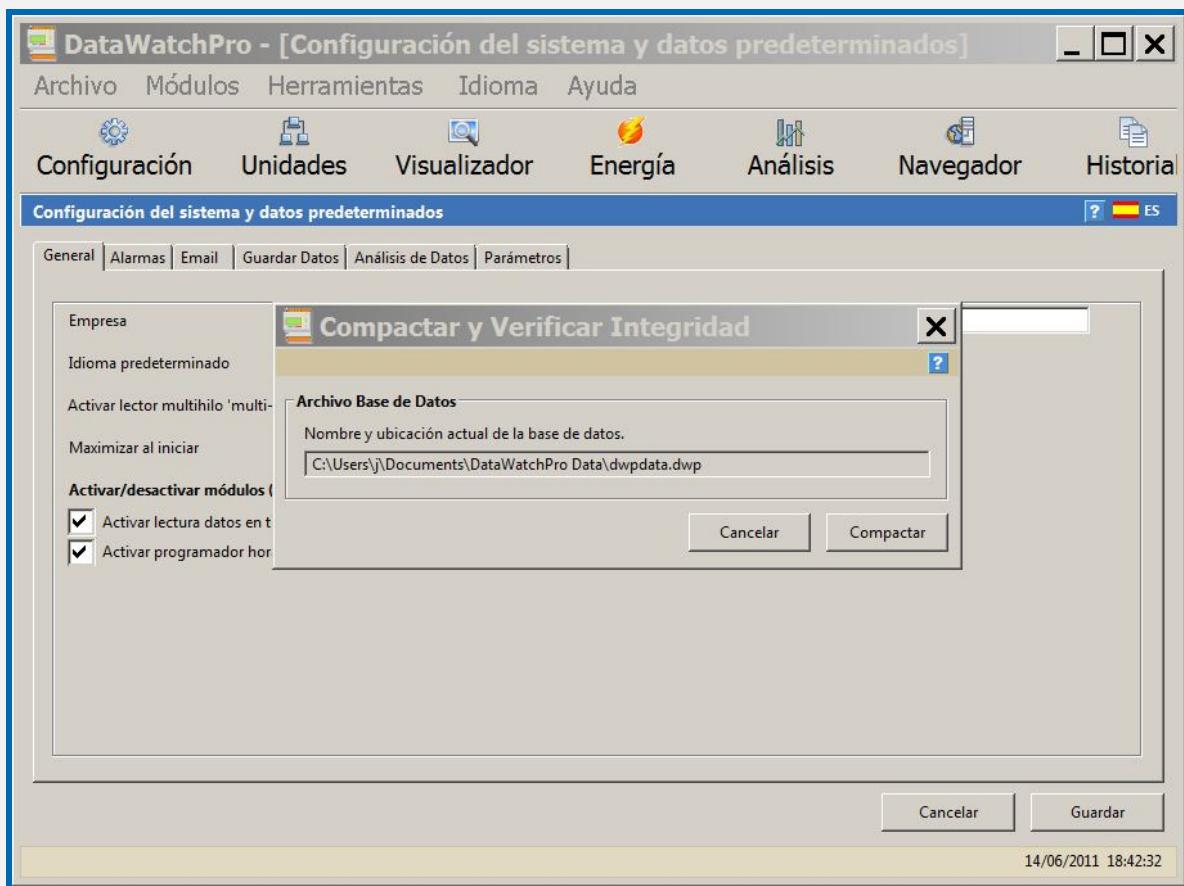 DataWatchPro - [Configuración del sistema y datos predeterminados]
Archivo Módulos Herramientas Idioma Ayuda
Configuración Unidades Visualizador Energía Análisis Navegador Historial
Configuración del sistema y datos predeterminados ? ES
General Alarmas Email Guardar Datos Análisis de Datos Parámetros
Empresa
Idioma predeterminado
Activar lector multihilo 'multi-
Maximizar al iniciar
Activar/desactivar módulos (
Activar lectura datos en t
Activar programador hor
Compactar y Verificar Integridad
?
Archivo Base de Datos
Nombre y ubicación actual de la base de datos.
C:\Users\j\Documents\DataWatchPro Data\dwpdata.dwp
Cancelar Compactar
Cancelar Guardar
14/06/2011 18:42:32